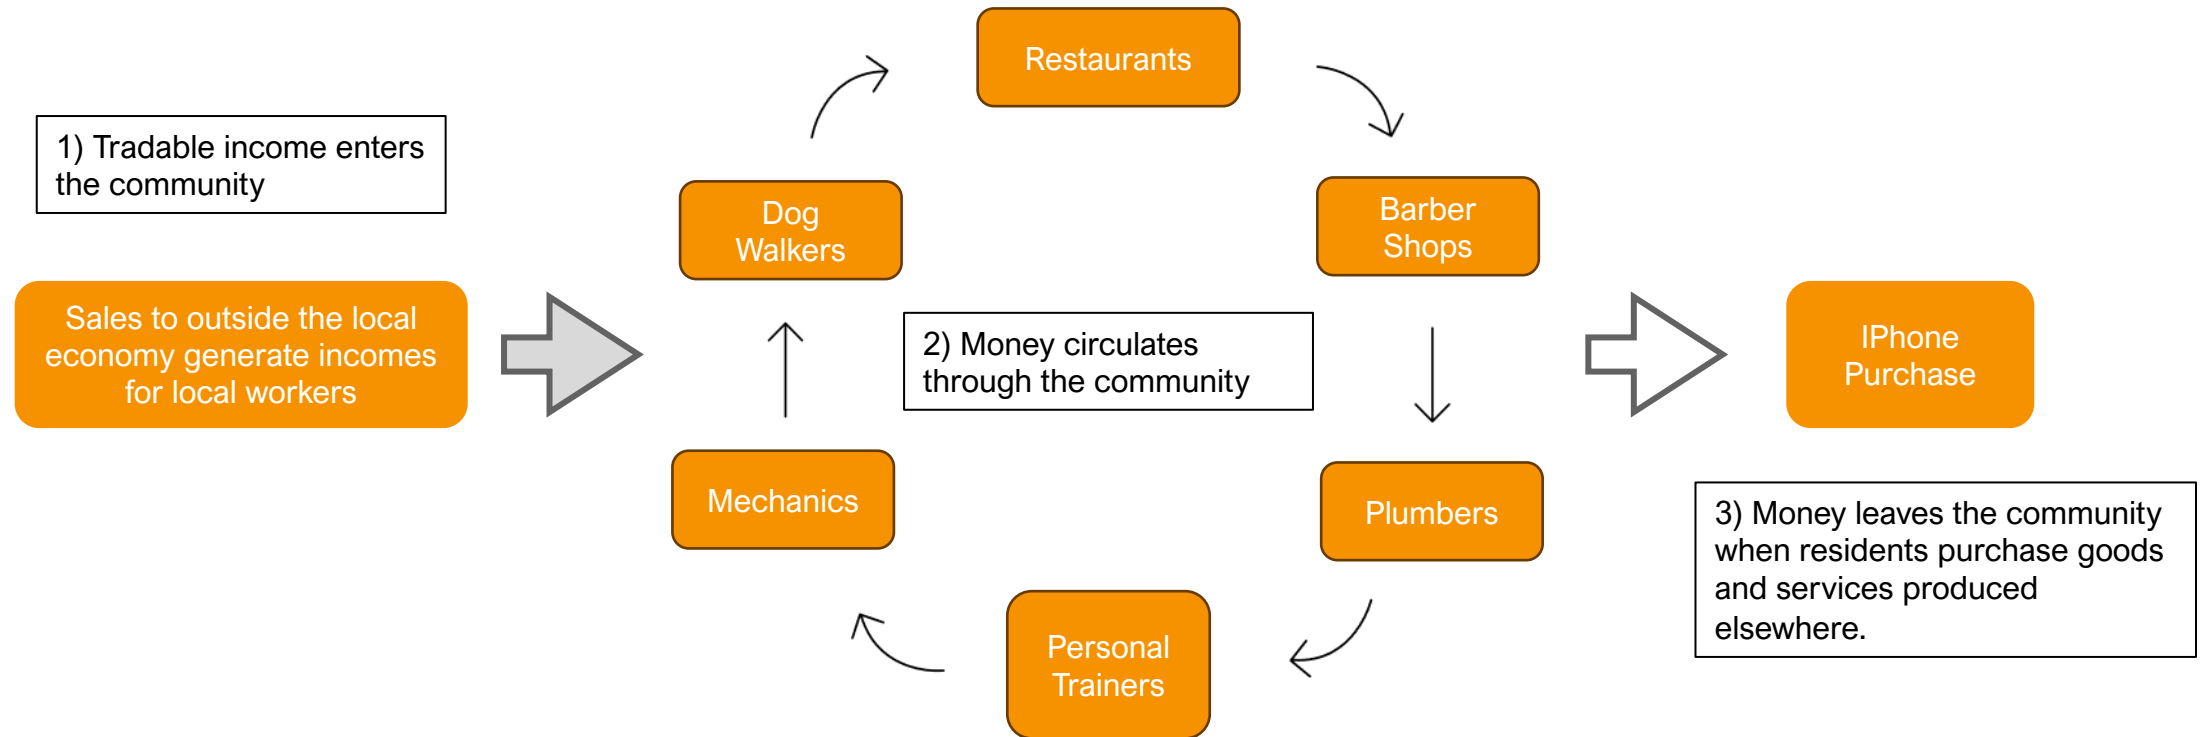 Restaurants
1) Tradable income enters
the community
Dog
Walkers
Barber
Shops
Sales to outside the local
economy generate incomes
for local workers
2) Money circulates
through the community
IPhone
Purchase
Mechanics
Plumbers
3) Money leaves the community
when residents purchase goods
and services produced
elsewhere.
Personal
Trainers